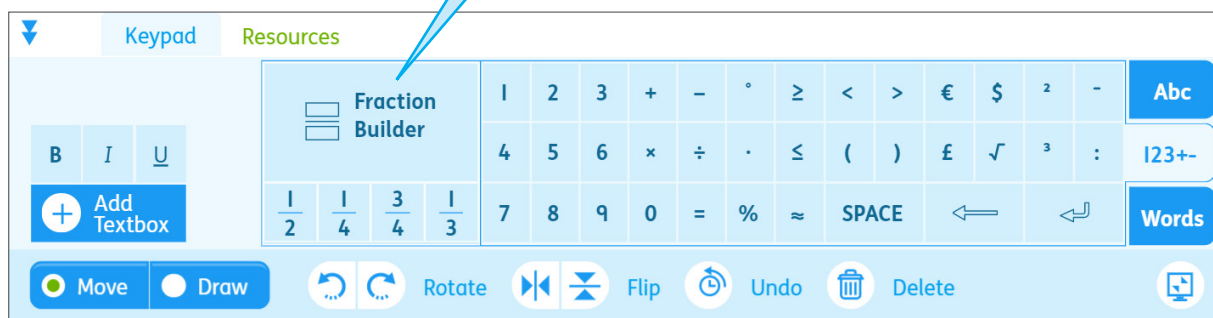 Keypad Resources
Fraction Builder
1 2 3 + − ° ≥ < > € $ ² - Abc
B I U
4 5 6 × ÷ · ≤ ( ) £ √ ³ : 123+-
+ Add Textbox
1/2 1/4 3/4 1/3
7 8 9 0 = % ≈ SPACE Words
Move Draw Rotate Flip Undo Delete